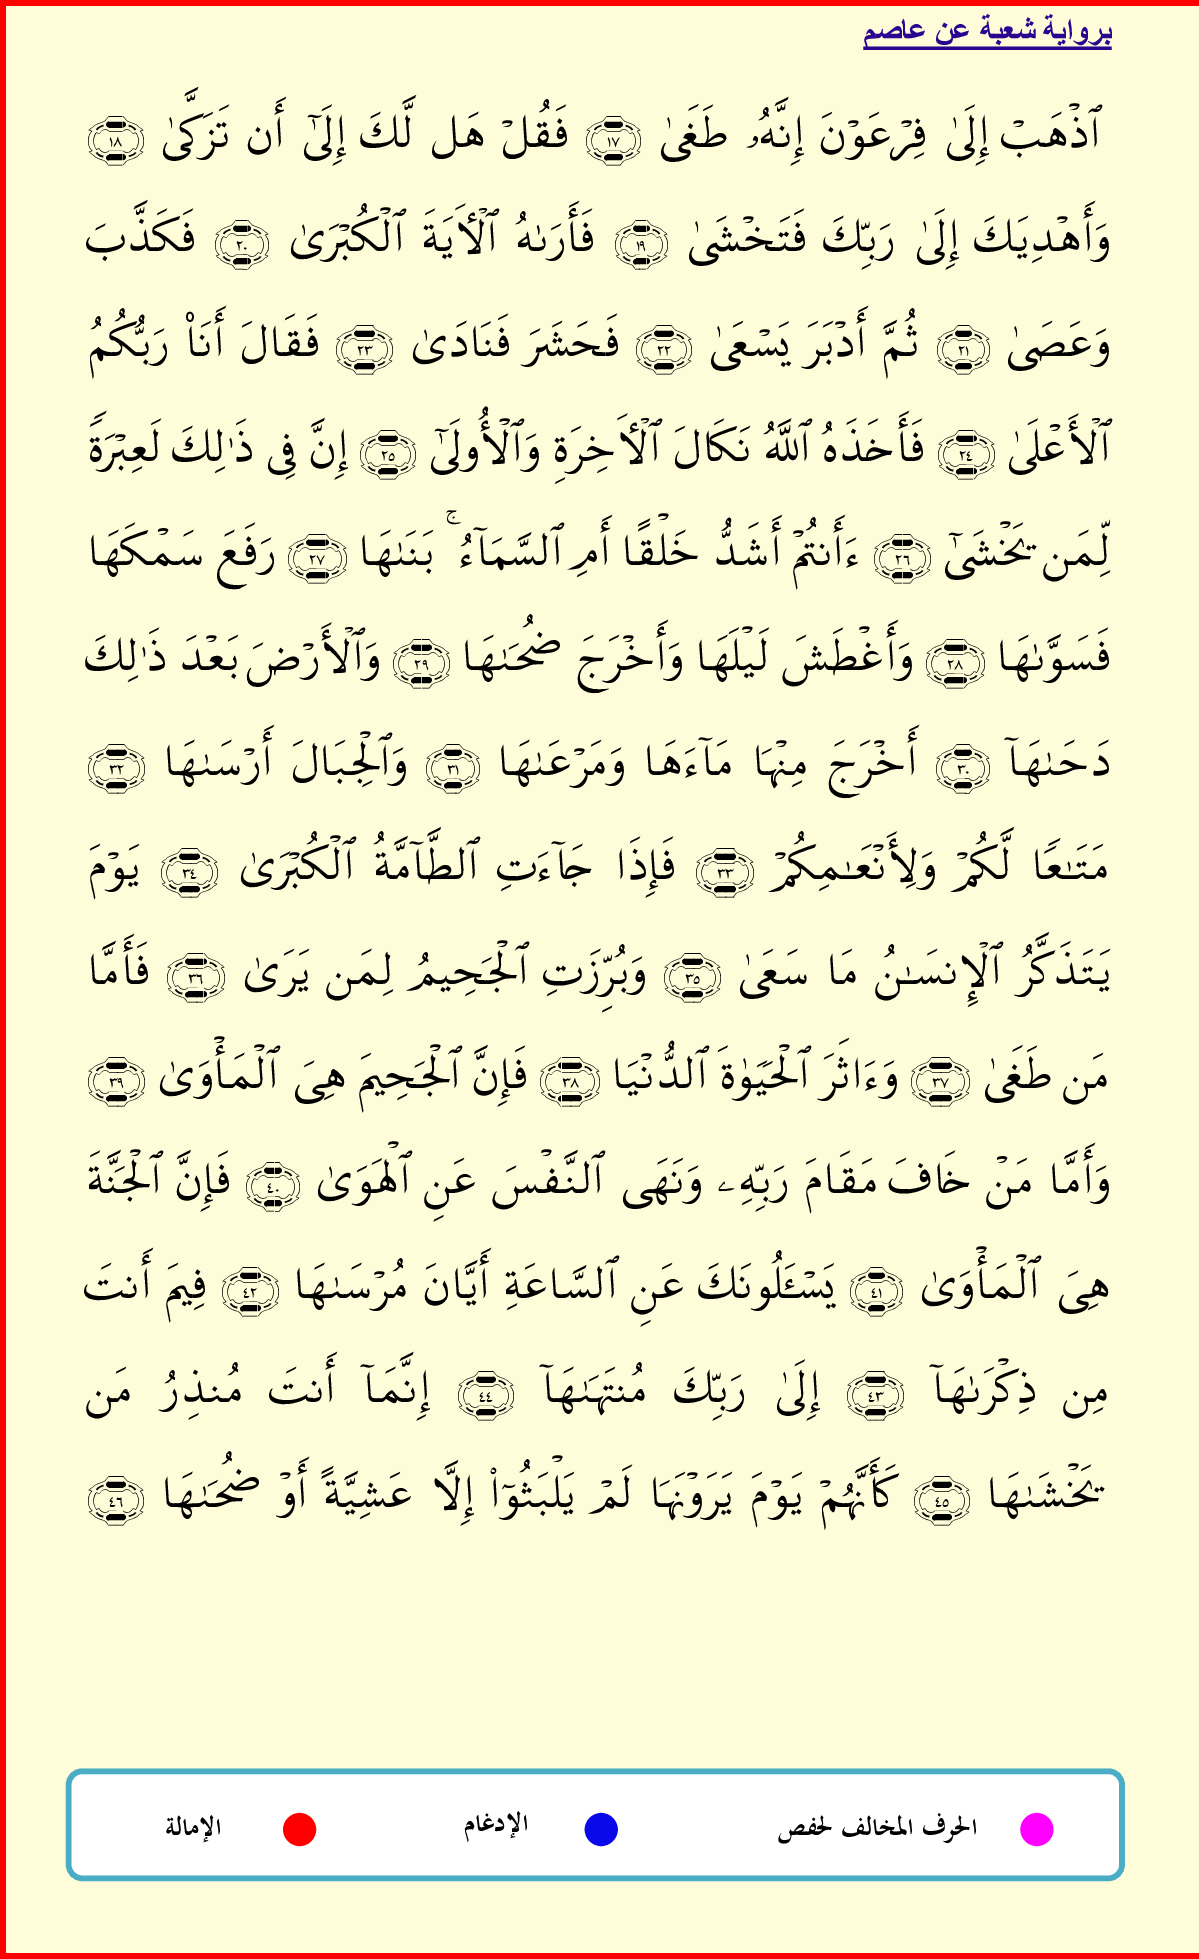 برواية شعبة عن عاصم
ٱذۡهَبۡ إِلَىٰ فِرۡعَوۡنَ إِنَّهُۥ طَغَىٰ ١٧ فَقُلۡ هَل لَّكَ إِلَىٰٓ أَن تَزَكَّىٰ ١٨
وَأَهۡدِيَكَ إِلَىٰ رَبِّكَ فَتَخۡشَىٰ ١٩ فَأَرَىٰهُ ٱلۡأٓيَةَ ٱلۡكُبۡرَىٰ ٢٠ فَكَذَّبَ
وَعَصَىٰ ٢١ ثُمَّ أَدۡبَرَ يَسۡعَىٰ ٢٢ فَحَشَرَ فَنَادَىٰ ٢٣ فَقَالَ أَنَا۠ رَبُّكُمُ
ٱلۡأَعۡلَىٰ ٢٤ فَأَخَذَهُ ٱللَّهُ نَكَالَ ٱلۡأٓخِرَةِ وَٱلۡأُولَىٰٓ ٢٥ إِنَّ فِي ذَٰلِكَ لَعِبۡرَةٗ
لِّمَن يَخۡشَىٰٓ ٢٦ ءَأَنتُمۡ أَشَدُّ خَلۡقًا أَمِ ٱلسَّمَآءُۚ بَنَىٰهَا ٢٧ رَفَعَ سَمۡكَهَا
فَسَوَّىٰهَا ٢٨ وَأَغۡطَشَ لَيۡلَهَا وَأَخۡرَجَ ضُحَىٰهَا ٢٩ وَٱلۡأَرۡضَ بَعۡدَ ذَٰلِكَ
دَحَىٰهَآ ٣٠ أَخۡرَجَ مِنۡهَا مَآءَهَا وَمَرۡعَىٰهَا ٣١ وَٱلۡجِبَالَ أَرۡسَىٰهَا ٣٢
مَتَٰعٗا لَّكُمۡ وَلِأَنۡعَٰمِكُمۡ ٣٣ فَإِذَا جَآءَتِ ٱلطَّآمَّةُ ٱلۡكُبۡرَىٰ ٣٤ يَوۡمَ
يَتَذَكَّرُ ٱلۡإِنسَٰنُ مَا سَعَىٰ ٣٥ وَبُرِّزَتِ ٱلۡجَحِيمُ لِمَن يَرَىٰ ٣٦ فَأَمَّا
مَن طَغَىٰ ٣٧ وَءَاثَرَ ٱلۡحَيَوٰةَ ٱلدُّنۡيَا ٣٨ فَإِنَّ ٱلۡجَحِيمَ هِيَ ٱلۡمَأۡوَىٰ ٣٩
وَأَمَّا مَنۡ خَافَ مَقَامَ رَبِّهِۦ وَنَهَى ٱلنَّفۡسَ عَنِ ٱلۡهَوَىٰ ٤٠ فَإِنَّ ٱلۡجَنَّةَ
هِيَ ٱلۡمَأۡوَىٰ ٤١ يَسۡـَٔلُونَكَ عَنِ ٱلسَّاعَةِ أَيَّانَ مُرۡسَىٰهَا ٤٢ فِيمَ أَنتَ
مِن ذِكۡرَىٰهَآ ٤٣ إِلَىٰ رَبِّكَ مُنتَهَىٰهَآ ٤٤ إِنَّمَآ أَنتَ مُنذِرُ مَن
يَخۡشَىٰهَا ٤٥ كَأَنَّهُمۡ يَوۡمَ يَرَوۡنَهَا لَمۡ يَلۡبَثُوٓاْ إِلَّا عَشِيَّةً أَوۡ ضُحَىٰهَا ٤٦
الحرف المخالف لحفص الإدغام الإمالة